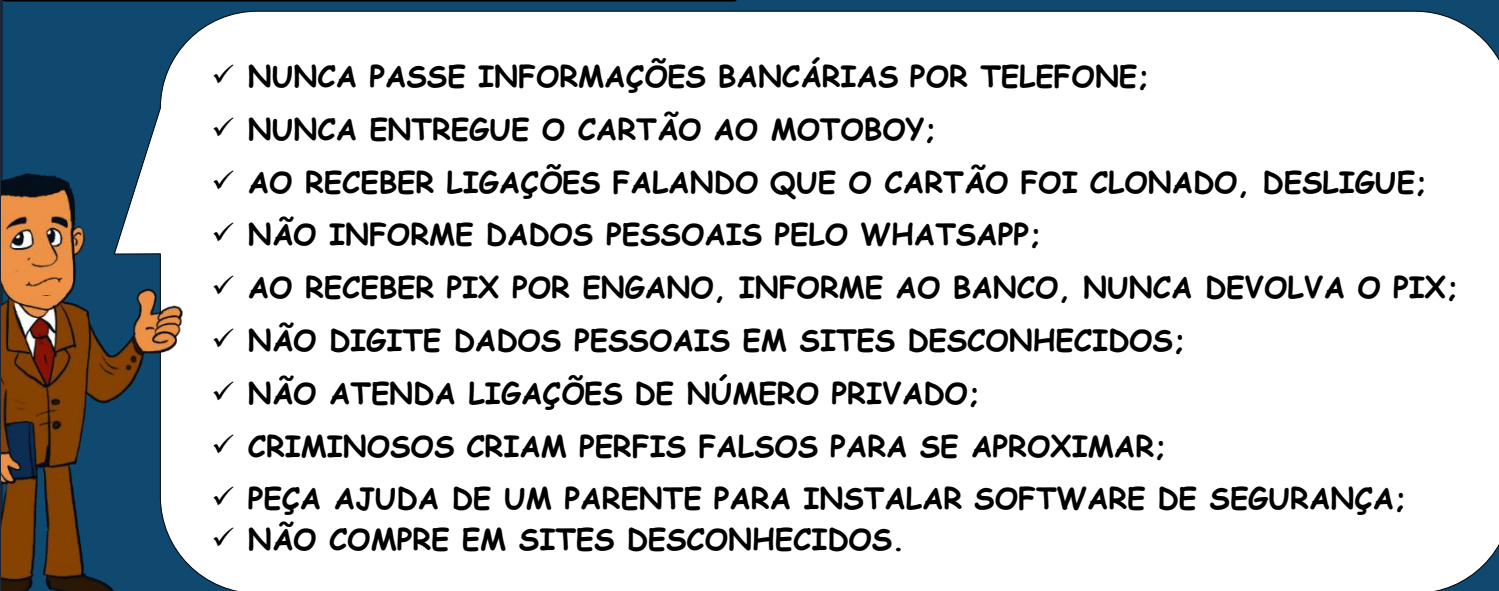 ✓ NUNCA PASSE INFORMAÇÕES BANCÁRIAS POR TELEFONE;
✓ NUNCA ENTREGUE O CARTÃO AO MOTOBOY;
✓ AO RECEBER LIGAÇÕES FALANDO QUE O CARTÃO FOI CLONADO, DESLIGUE;
✓ NÃO INFORME DADOS PESSOAIS PELO WHATSAPP;
✓ AO RECEBER PIX POR ENGANO, INFORME AO BANCO, NUNCA DEVOLVA O PIX;
✓ NÃO DIGITE DADOS PESSOAIS EM SITES DESCONHECIDOS;
✓ NÃO ATENDA LIGAÇÕES DE NÚMERO PRIVADO;
✓ CRIMINOSOS CRIAM PERFIS FALSOS PARA SE APROXIMAR;
✓ PEÇA AJUDA DE UM PARENTE PARA INSTALAR SOFTWARE DE SEGURANÇA;
✓ NÃO COMPRE EM SITES DESCONHECIDOS.